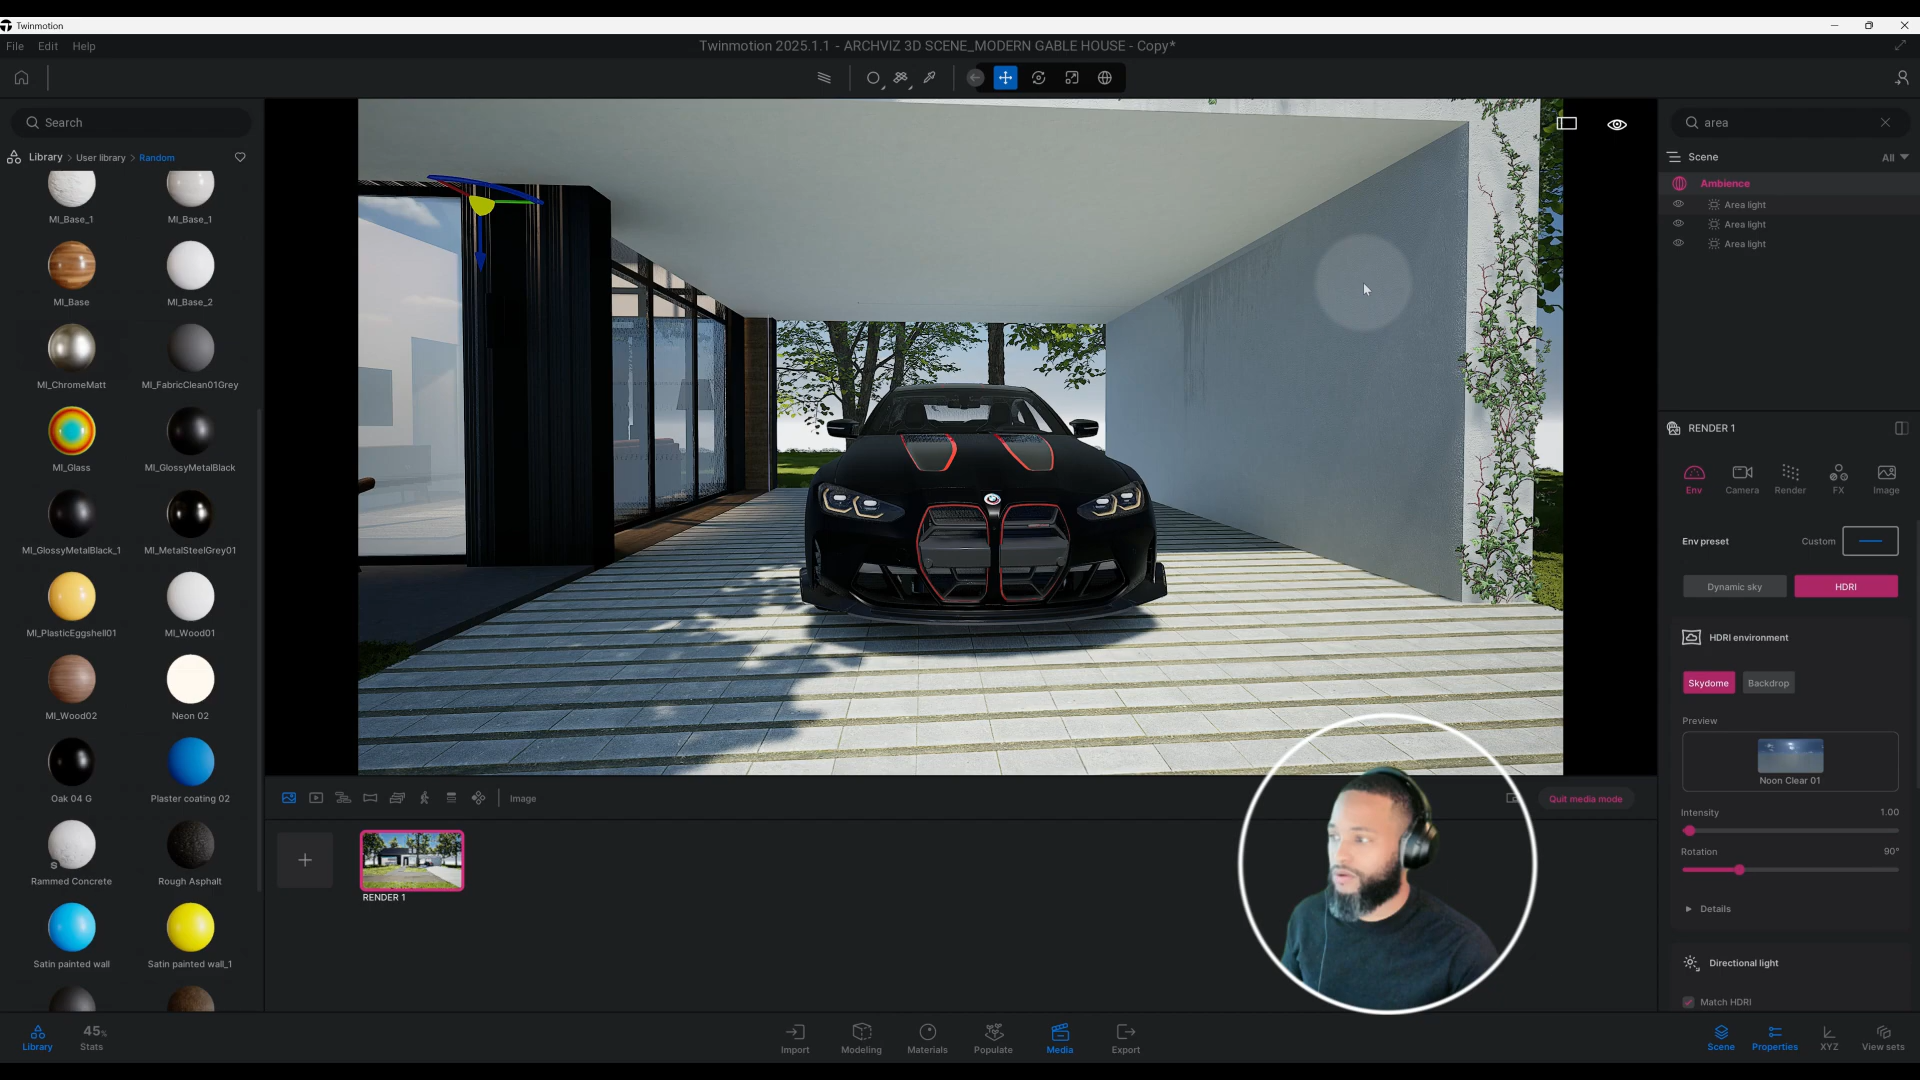 Twinmotion
File Edit Help
Twinmotion 2025.1.1 - ARCHVIZ 3D SCENE_MODERN GABLE HOUSE - Copy*
Search
Library > User library > Random
MI_Base_1 MI_Base_1
MI_Base MI_Base_2
MI_ChromeMatt MI_FabricClean01Grey
MI_Glass MI_GlossyMetalBlack
MI_GlossyMetalBlack_1 MI_MetalSteelGrey01
MI_PlasticEggshell01 MI_Wood01
MI_Wood02 Neon 02
Oak 04 G Plaster coating 02
S
Rammed Concrete Rough Asphalt
Satin painted wall Satin painted wall_1
Library
45%
Stats
Image
Quit media mode
RENDER 1
Import Modeling Materials Populate Media Export
area
Scene All
Ambience
Area light
Area light
Area light
RENDER 1
Env Camera Render FX Image
Env preset Custom
Dynamic sky HDRI
HDRI environment
Skydome Backdrop
Preview
Noon Clear 01
Intensity 1.00
Rotation 90°
Details
Directional light
Match HDRI
Scene Properties XYZ View sets